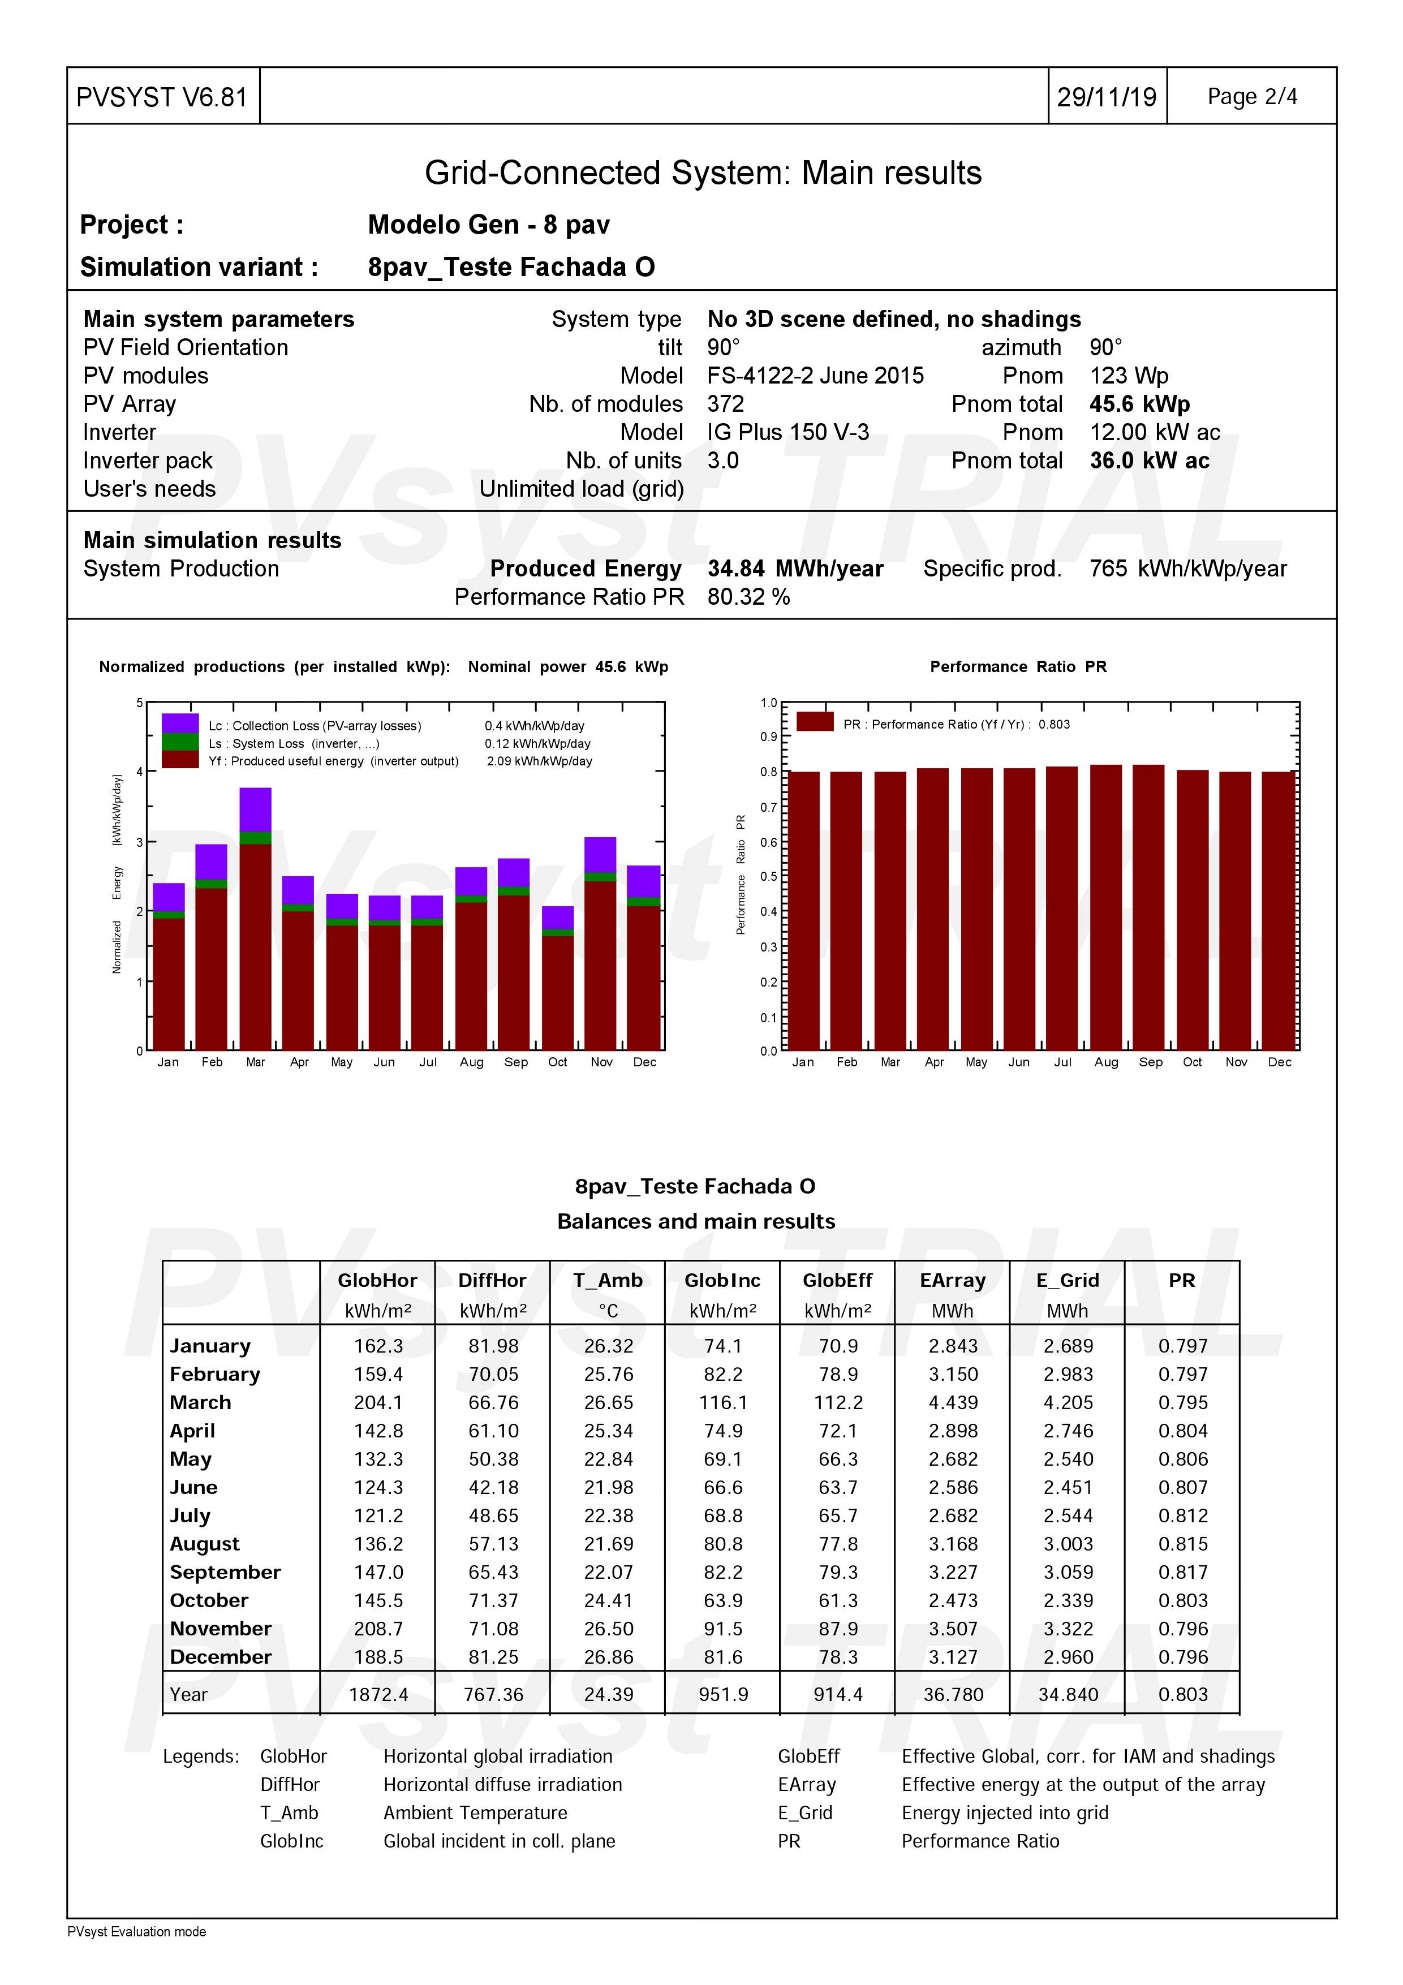 PVSYST V6.81 29/11/19 Page 2/4
Grid-Connected System: Main results
Project : Modelo Gen - 8 pav
Simulation variant : 8pav_Teste Fachada O
Main system parameters System type No 3D scene defined, no shadings
PV Field Orientation tilt 90° azimuth 90°
PV modules Model FS-4122-2 June 2015 Pnom 123 Wp
PV Array Nb. of modules 372 Pnom total 45.6 kWp
Inverter Model IG Plus 150 V-3 Pnom 12.00 kW ac
Inverter pack Nb. of units 3.0 Pnom total 36.0 kW ac
User's needs Unlimited load (grid)
PVsyst TRIAL
Main simulation results
System Production Produced Energy 34.84 MWh/year Specific prod. 765 kWh/kWp/year
Performance Ratio PR 80.32 %
Normalized productions (per installed kWp): Nominal power 45.6 kWp
Lc : Collection Loss (PV-array losses) 0.4 kWh/kWp/day
Ls : System Loss (inverter, ...) 0.12 kWh/kWp/day
Yf : Produced useful energy (inverter output) 2.09 kWh/kWp/day
Normalized Energy [kWh/kWp/day]
5
4
3
2
1
0
Jan Feb Mar Apr May Jun Jul Aug Sep Oct Nov Dec
Performance Ratio PR
PR : Performance Ratio (Yf / Yr) : 0.803
Performance Ratio PR
1.0
0.9
0.8
0.7
0.6
0.5
0.4
0.3
0.2
0.1
0.0
Jan Feb Mar Apr May Jun Jul Aug Sep Oct Nov Dec
PVsyst TRIAL
8pav_Teste Fachada O
Balances and main results
GlobHor DiffHor T_Amb GlobInc GlobEff EArray E_Grid PR
kWh/m² kWh/m² °C kWh/m² kWh/m² MWh MWh
January 162.3 81.98 26.32 74.1 70.9 2.843 2.689 0.797
February 159.4 70.05 25.76 82.2 78.9 3.150 2.983 0.797
March 204.1 66.76 26.65 116.1 112.2 4.439 4.205 0.795
April 142.8 61.10 25.34 74.9 72.1 2.898 2.746 0.804
May 132.3 50.38 22.84 69.1 66.3 2.682 2.540 0.806
June 124.3 42.18 21.98 66.6 63.7 2.586 2.451 0.807
July 121.2 48.65 22.38 68.8 65.7 2.682 2.544 0.812
August 136.2 57.13 21.69 80.8 77.8 3.168 3.003 0.815
September 147.0 65.43 22.07 82.2 79.3 3.227 3.059 0.817
October 145.5 71.37 24.41 63.9 61.3 2.473 2.339 0.803
November 208.7 71.08 26.50 91.5 87.9 3.507 3.322 0.796
December 188.5 81.25 26.86 81.6 78.3 3.127 2.960 0.796
Year 1872.4 767.36 24.39 951.9 914.4 36.780 34.840 0.803
PVsyst TRIAL
PVsyst TRIAL
Legends: GlobHor Horizontal global irradiation GlobEff Effective Global, corr. for IAM and shadings
DiffHor Horizontal diffuse irradiation EArray Effective energy at the output of the array
T_Amb Ambient Temperature E_Grid Energy injected into grid
GlobInc Global incident in coll. plane PR Performance Ratio
PVsyst Evaluation mode